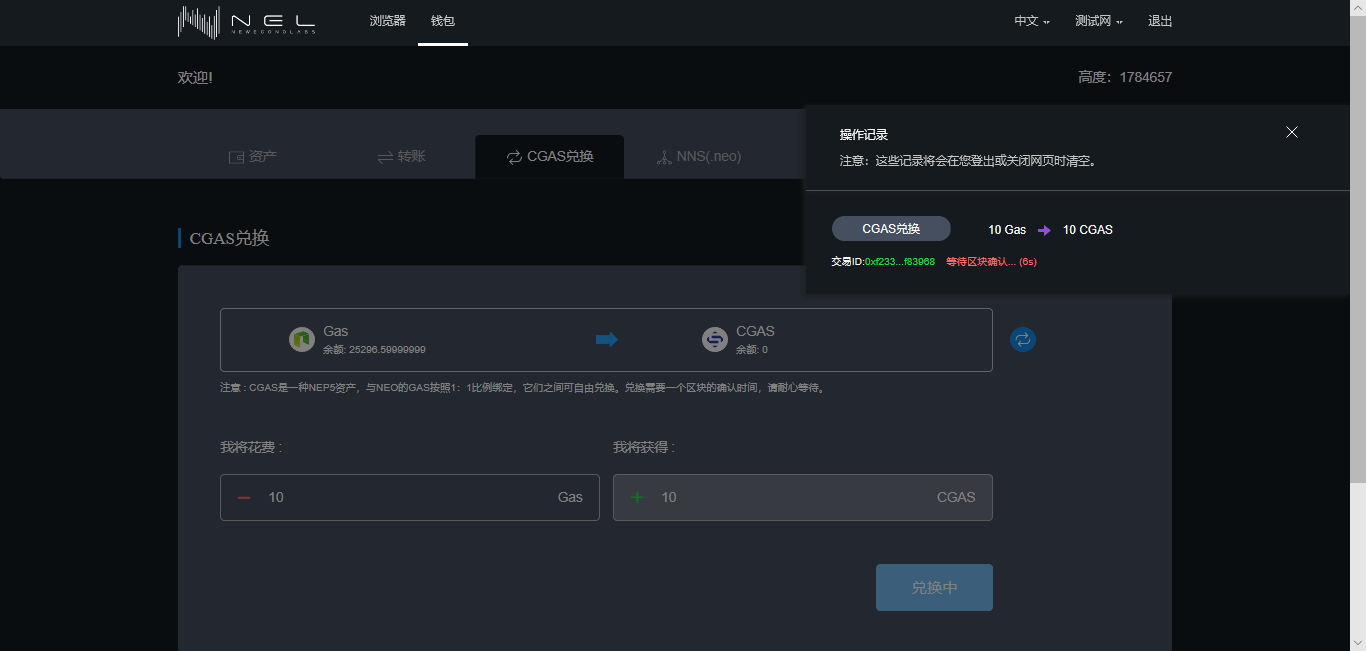 NEL 浏览器 钱包 中文 测试网 退出
NEWECONOLABS
欢迎! 高度：1784657
资产 转账 CGAS兑换 NNS(.neo)
操作记录
注意：这些记录将会在您登出或关闭网页时清空。
CGAS兑换 10 Gas 10 CGAS
交易ID:0xf233...f83968 等待区块确认... (6s)
CGAS兑换
Gas CGAS
余额: 25296.59999999 余额: 0
注意 : CGAS是一种NEP5资产，与NEO的GAS按照1：1比例绑定，它们之间可自由兑换。兑换需要一个区块的确认时间，请耐心等待。
我将花费 : 我将获得 :
10 Gas 10 CGAS
兑换中